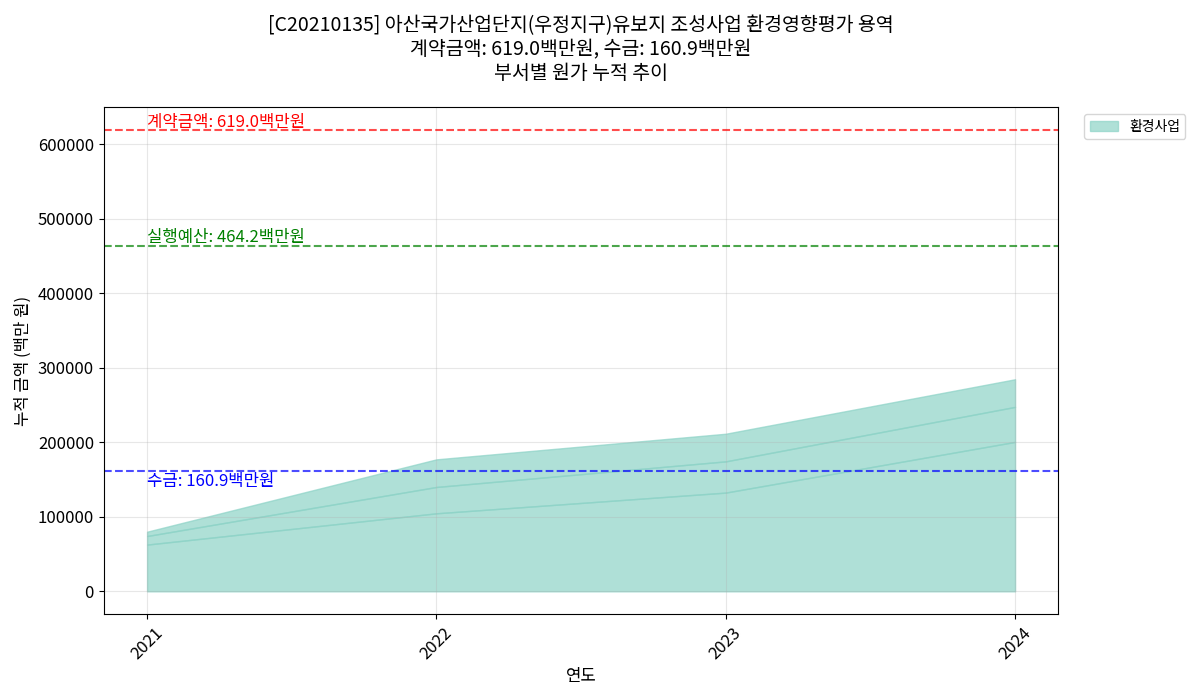 [C20210135] 아산국가산업단지(우정지구)유보지 조성사업 환경영향평가 용역
계약금액: 619.0백만원, 수금: 160.9백만원
부서별 원가 누적 추이
계약금액: 619.0백만원
환경사업
600000
500000
실행예산: 464.2백만원
400000
누적 금액 (백만 원)
300000
200000
수금: 160.9백만원
100000
0
2021
2022
2023
2024
연도